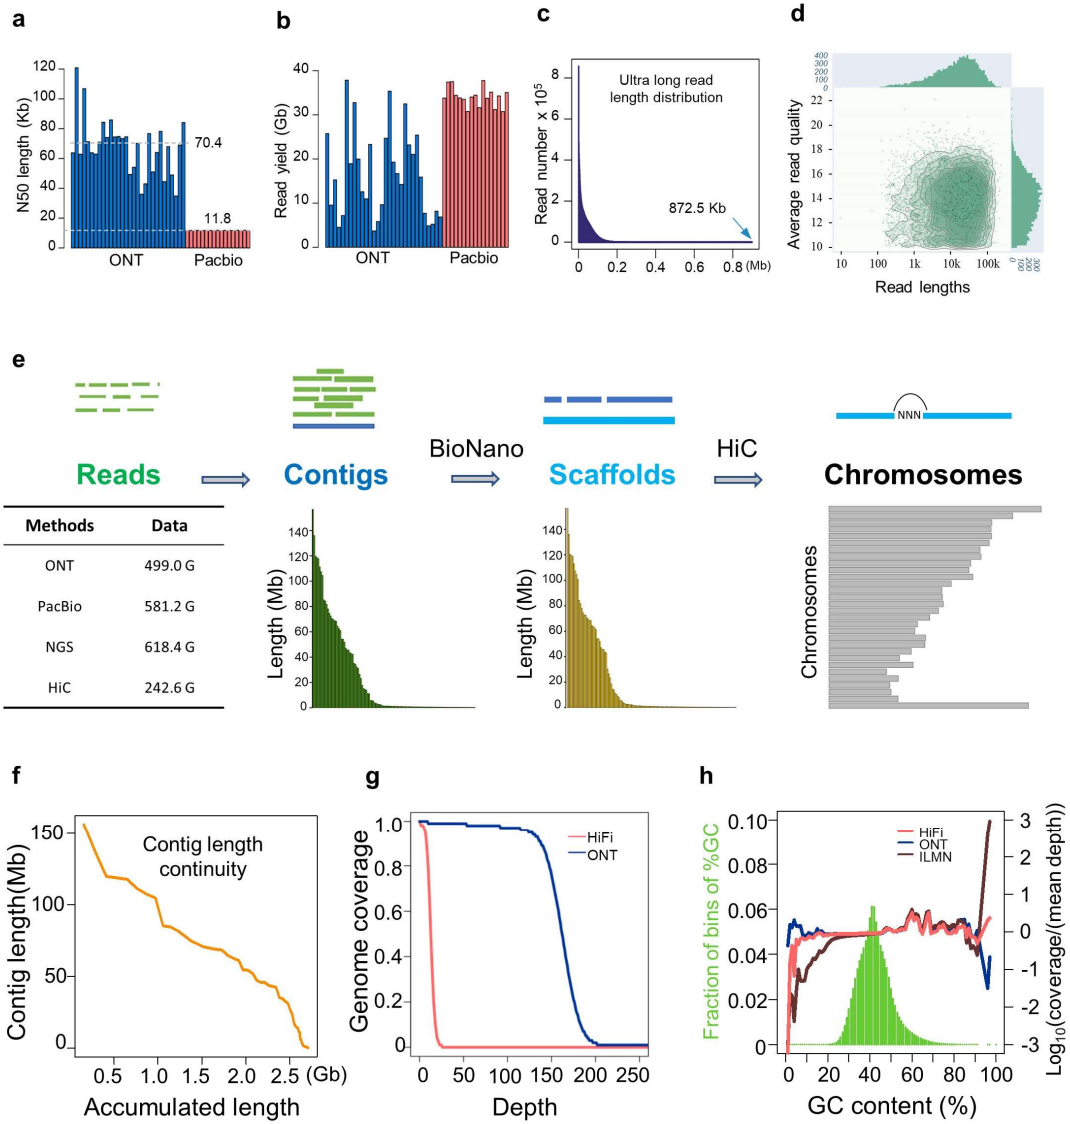 a
N50 length (Kb)
120
100
80
60
40
20
0
70.4
11.8
ONT
Pacbio
b
Read yield (Gb)
40
30
20
10
0
ONT
Pacbio
c
Read number x 10⁵
8
6
4
2
0
Ultra long read
length distribution
872.5 Kb
0 0.2 0.4 0.6 0.8 (Mb)
d
400
300
200
100
0
Average read quality
22
20
18
16
14
12
10
10 100 1k 10k 100k
0 100 200 300
Read lengths
e
Reads
BioNano
Contigs
Scaffolds
HiC
NNN
Chromosomes
Methods Data
ONT 499.0 G
PacBio 581.2 G
NGS 618.4 G
HiC 242.6 G
Length (Mb)
140
120
100
80
60
40
20
0
Length (Mb)
140
120
100
80
60
40
20
0
Chromosomes
f
Contig length(Mb)
150
100
50
0
Contig length
continuity
0.5 1.0 1.5 2.0 2.5 (Gb)
Accumulated length
g
Genome coverage
1.0
0.8
0.6
0.4
0.2
0
HiFi
ONT
0 50 100 150 200 250
Depth
h
Fraction of bins of %GC
0.10
0.08
0.06
0.04
0.02
0
HiFi
ONT
ILMN
3
2
1
0
-1
-2
-3
Log₁₀(coverage/(mean depth))
0 20 40 60 80 100
GC content (%)